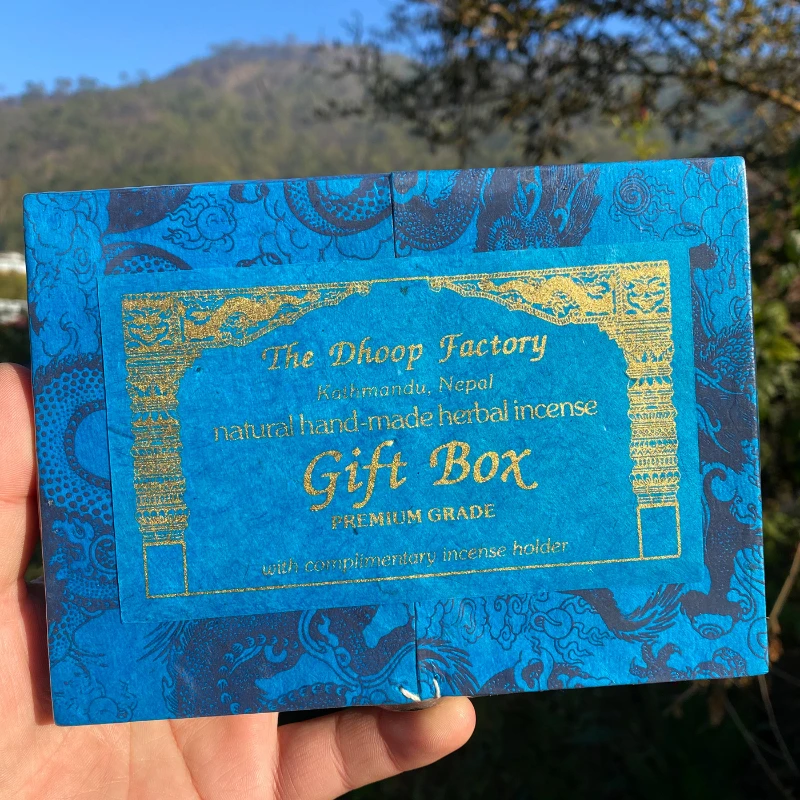 The Dhoop Factory
Kathmandu, Nepal
natural hand-made herbal incense
Gift Box
PREMIUM GRADE
with complimentary incense holder